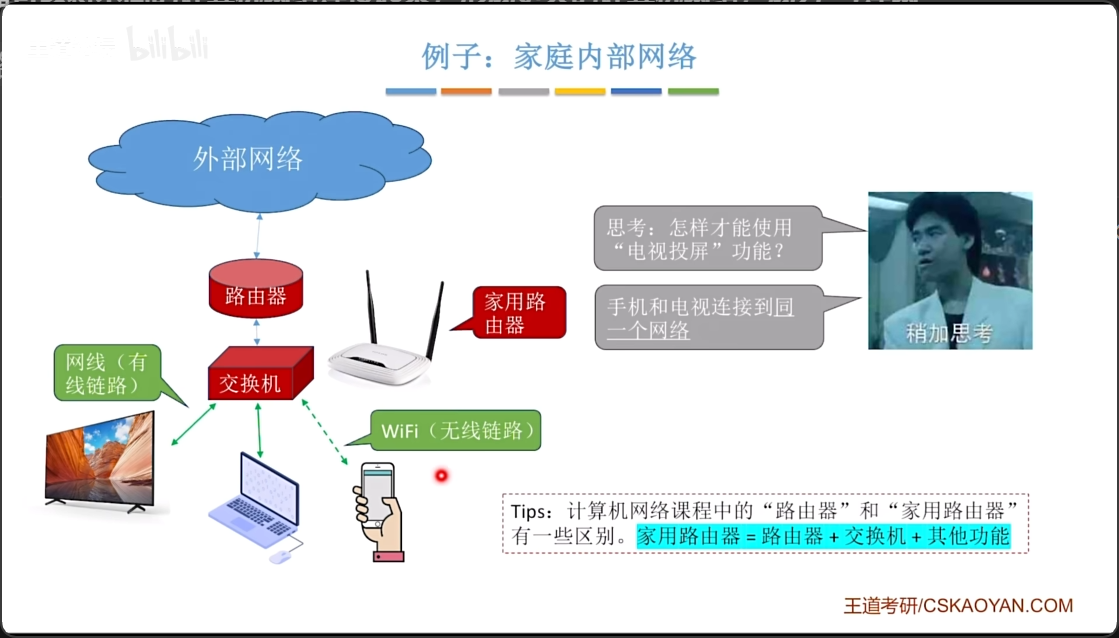 bilibili
例子：家庭内部网络
外部网络
路由器
交换机
家用路
由器
网线（有
线链路）
WiFi（无线链路）
思考：怎样才能使用
“电视投屏”功能？
手机和电视连接到同
一个网络
稍加思考
Tips：计算机网络课程中的“路由器”和“家用路由器”
有一些区别。家用路由器 = 路由器 + 交换机 + 其他功能
王道考研/CSKAOYAN.COM